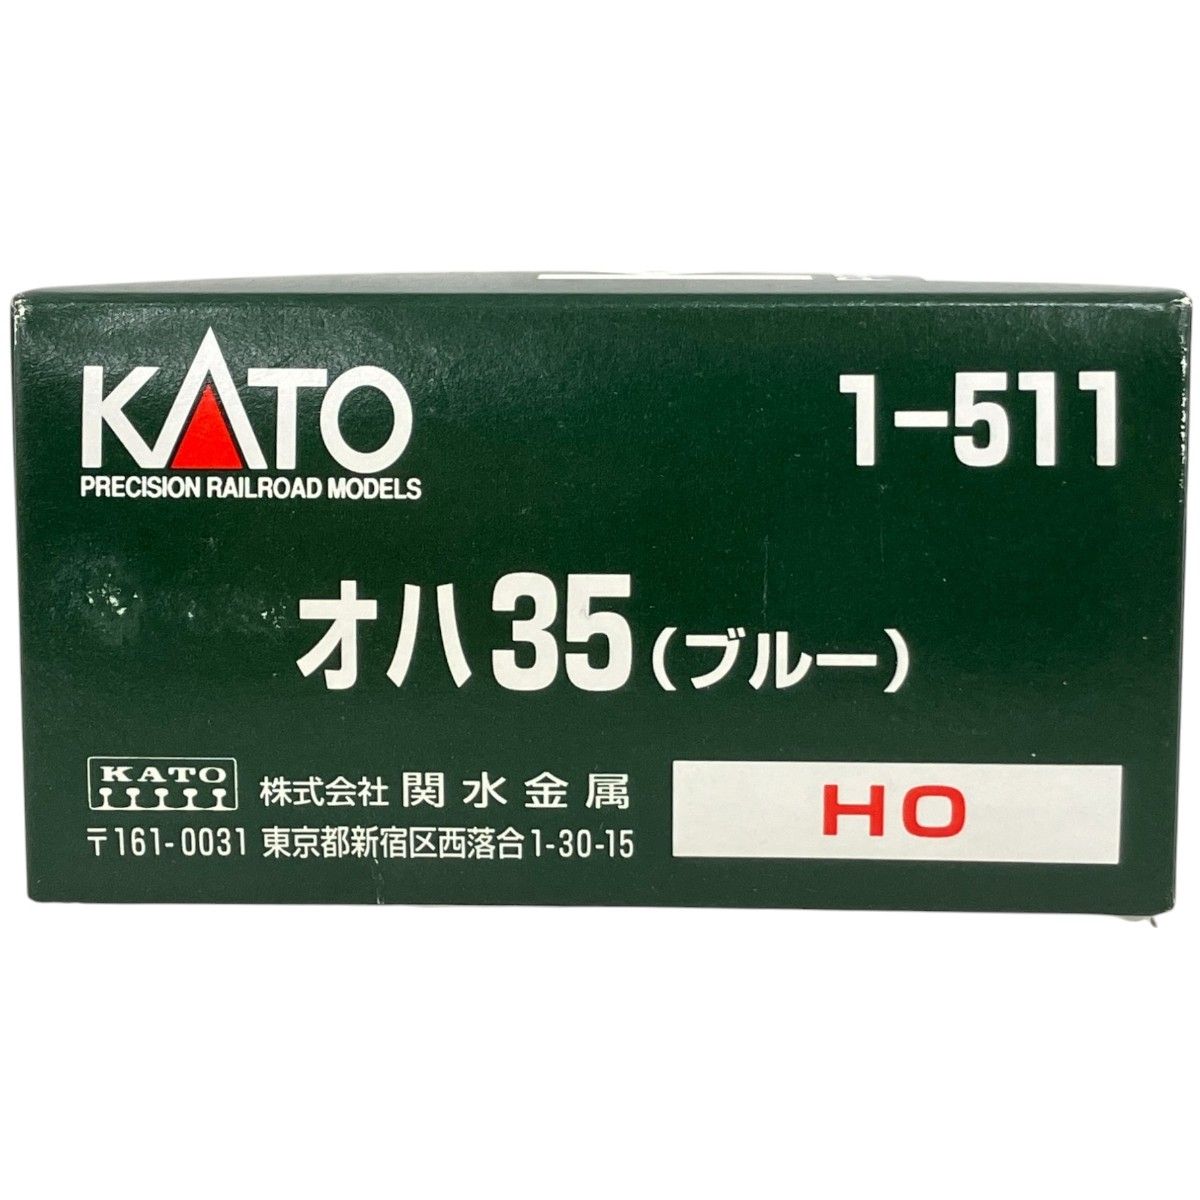 KATO
PRECISION RAILROAD MODELS
1-511
オハ35(ブルー)
KATO
株式会社 関水金属
〒161-0031 東京都新宿区西落合1-30-15
HO